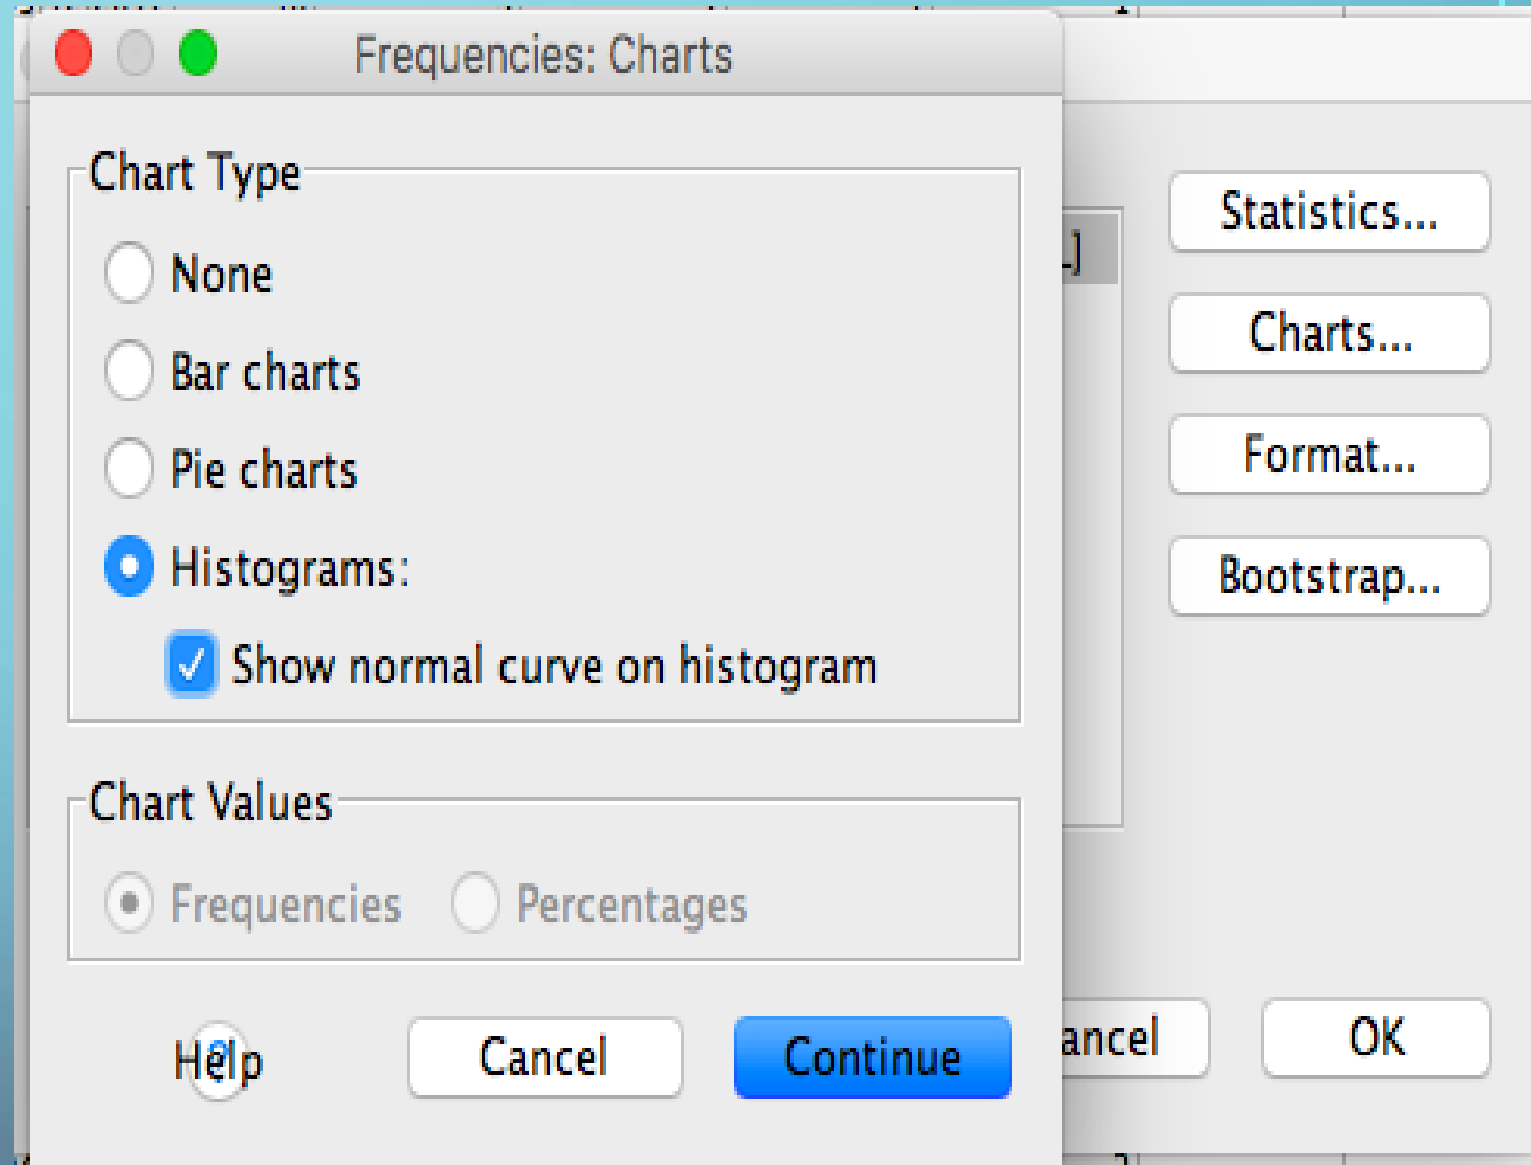 Frequencies: Charts
Chart Type
None
Bar charts
Pie charts
Histograms:
Show normal curve on histogram
Chart Values
Frequencies Percentages
Help Cancel Continue
Statistics...
Charts...
Format...
Bootstrap...
ancel OK